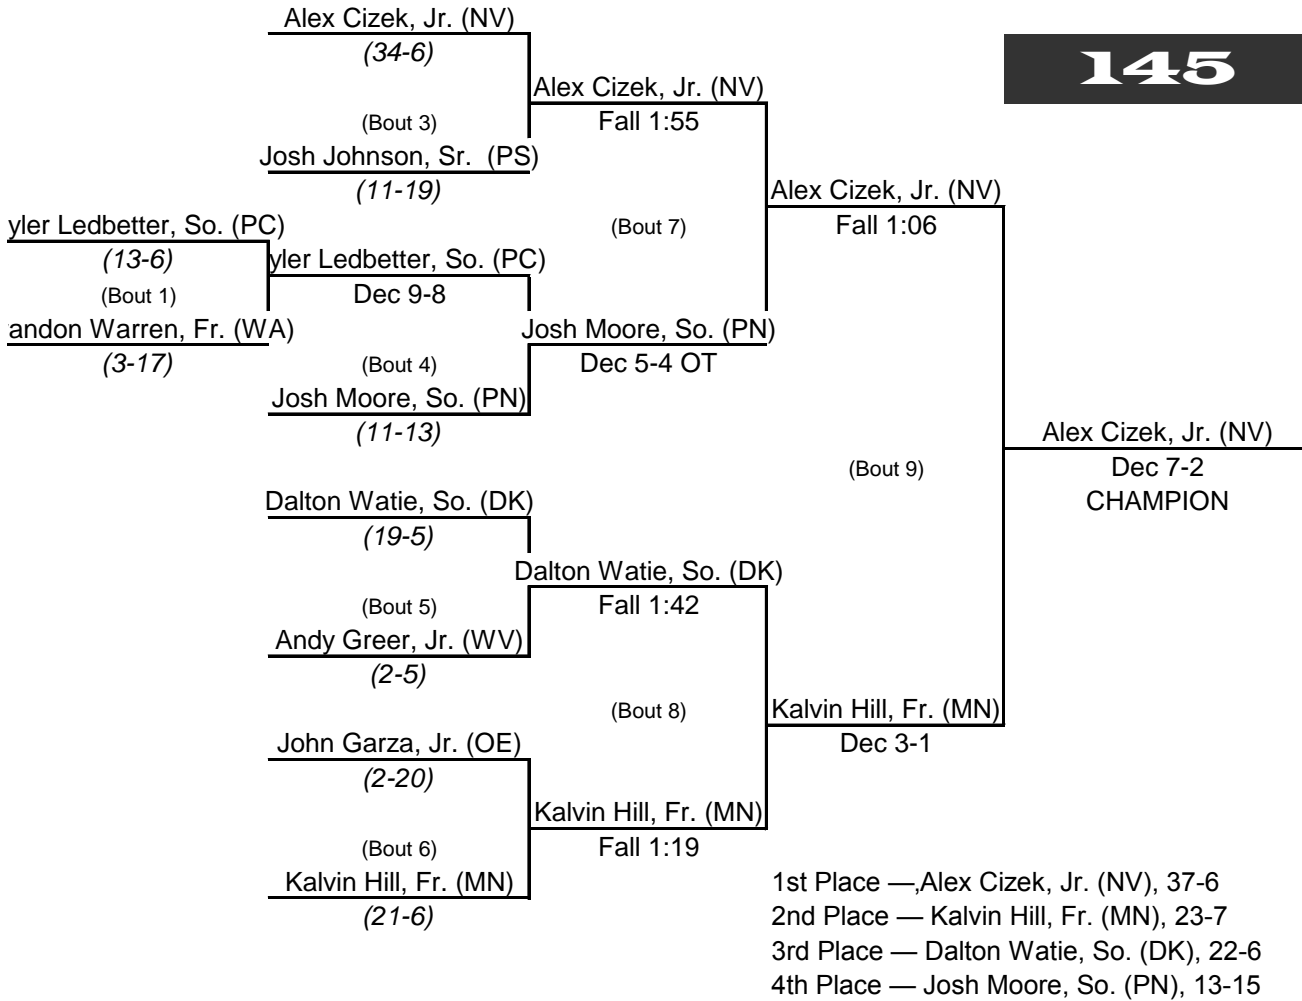 Alex Cizek, Jr. (NV)
(34-6)
145
Alex Cizek, Jr. (NV)
(Bout 3)
Fall 1:55
Josh Johnson, Sr. (PS)
(11-19)
Alex Cizek, Jr. (NV)
yler Ledbetter, So. (PC)
(Bout 7)
Fall 1:06
(13-6)
yler Ledbetter, So. (PC)
(Bout 1)
Dec 9-8
andon Warren, Fr. (WA)
Josh Moore, So. (PN)
(3-17)
(Bout 4)
Dec 5-4 OT
Josh Moore, So. (PN)
(11-13)
Alex Cizek, Jr. (NV)
(Bout 9)
Dec 7-2
CHAMPION
Dalton Watie, So. (DK)
(19-5)
Dalton Watie, So. (DK)
(Bout 5)
Fall 1:42
Andy Greer, Jr. (WV)
(2-5)
(Bout 8)
Kalvin Hill, Fr. (MN)
Dec 3-1
John Garza, Jr. (OE)
(2-20)
Kalvin Hill, Fr. (MN)
(Bout 6)
Fall 1:19
Kalvin Hill, Fr. (MN)
(21-6)
1st Place —,Alex Cizek, Jr. (NV), 37-6
2nd Place — Kalvin Hill, Fr. (MN), 23-7
3rd Place — Dalton Watie, So. (DK), 22-6
4th Place — Josh Moore, So. (PN), 13-15